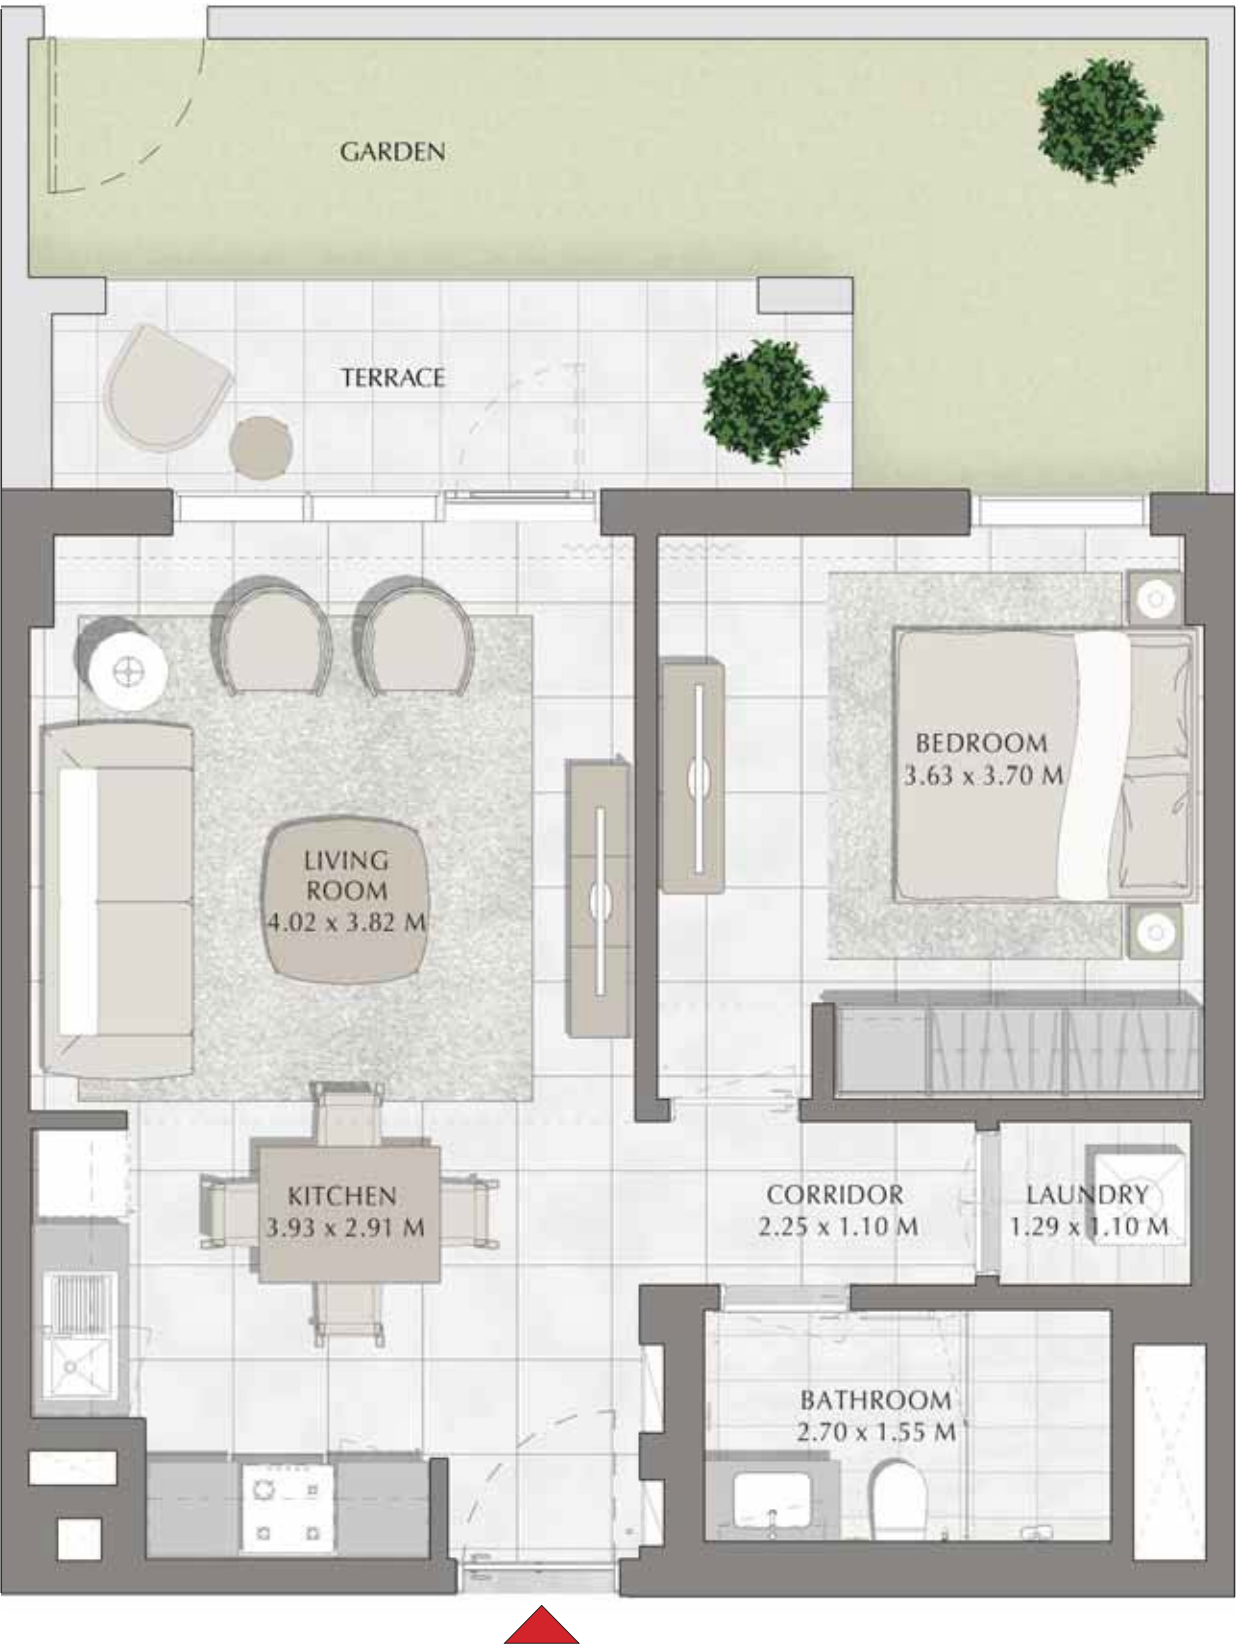 GARDEN
TERRACE
BEDROOM
3.63 x 3.70 M
LIVING
ROOM
4.02 x 3.82 M
KITCHEN
3.93 x 2.91 M
CORRIDOR
2.25 x 1.10 M
LAUNDRY
1.29 x 1.10 M
BATHROOM
2.70 x 1.55 M